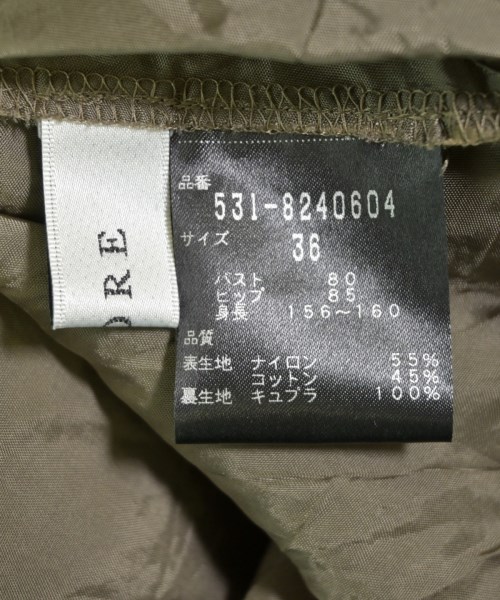 品番
531-8240604
サイズ 36
バスト 80
ヒップ 85
身長 156～160
品質
表生地 ナイロン 55%
コットン 45%
裏生地 キュプラ 100%
ORE